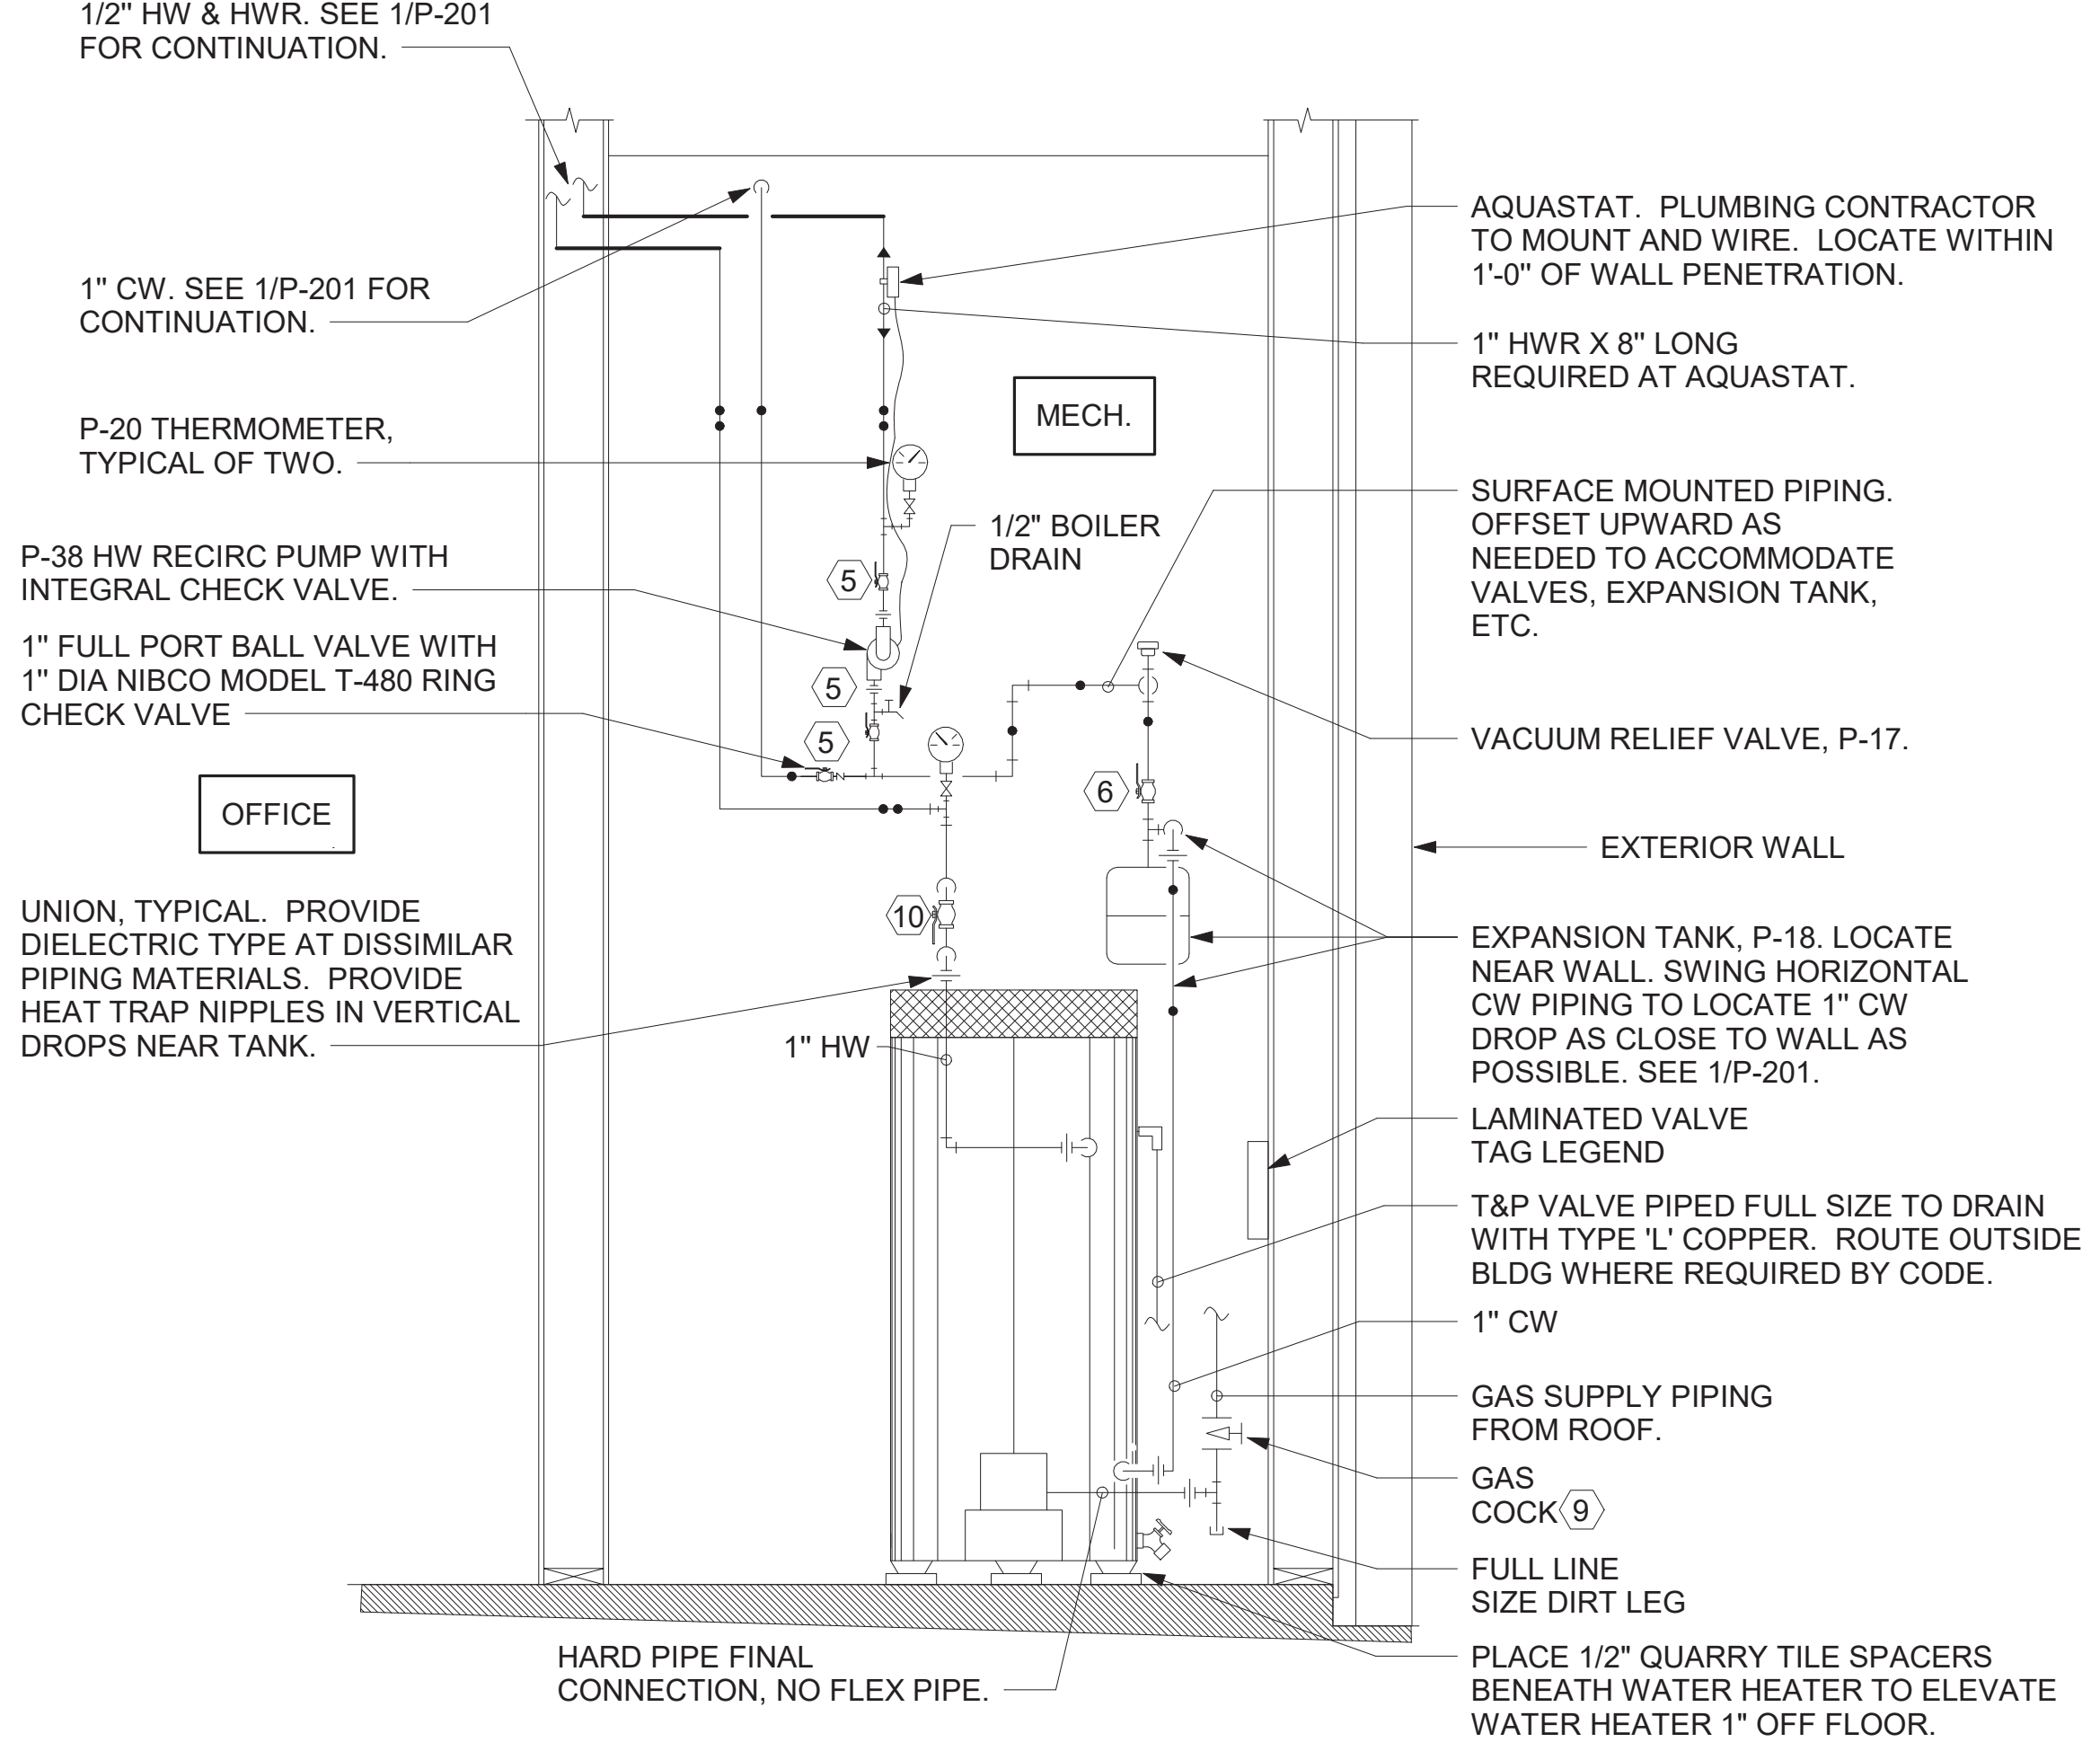 1/2" HW & HWR. SEE 1/P-201
FOR CONTINUATION.
1" CW. SEE 1/P-201 FOR
CONTINUATION.
P-20 THERMOMETER,
TYPICAL OF TWO.
P-38 HW RECIRC PUMP WITH
INTEGRAL CHECK VALVE.
1" FULL PORT BALL VALVE WITH
1" DIA NIBCO MODEL T-480 RING
CHECK VALVE
OFFICE
UNION, TYPICAL. PROVIDE
DIELECTRIC TYPE AT DISSIMILAR
PIPING MATERIALS. PROVIDE
HEAT TRAP NIPPLES IN VERTICAL
DROPS NEAR TANK.
MECH.
1/2" BOILER
DRAIN
5
5
5
6
10
1" HW
HARD PIPE FINAL
CONNECTION, NO FLEX PIPE.
AQUASTAT. PLUMBING CONTRACTOR
TO MOUNT AND WIRE. LOCATE WITHIN
1'-0" OF WALL PENETRATION.
1" HWR X 8" LONG
REQUIRED AT AQUASTAT.
SURFACE MOUNTED PIPING.
OFFSET UPWARD AS
NEEDED TO ACCOMMODATE
VALVES, EXPANSION TANK,
ETC.
VACUUM RELIEF VALVE, P-17.
EXTERIOR WALL
EXPANSION TANK, P-18. LOCATE
NEAR WALL. SWING HORIZONTAL
CW PIPING TO LOCATE 1" CW
DROP AS CLOSE TO WALL AS
POSSIBLE. SEE 1/P-201.
LAMINATED VALVE
TAG LEGEND
T&P VALVE PIPED FULL SIZE TO DRAIN
WITH TYPE 'L' COPPER. ROUTE OUTSIDE
BLDG WHERE REQUIRED BY CODE.
1" CW
GAS SUPPLY PIPING
FROM ROOF.
GAS
COCK 9
FULL LINE
SIZE DIRT LEG
PLACE 1/2" QUARRY TILE SPACERS
BENEATH WATER HEATER TO ELEVATE
WATER HEATER 1" OFF FLOOR.